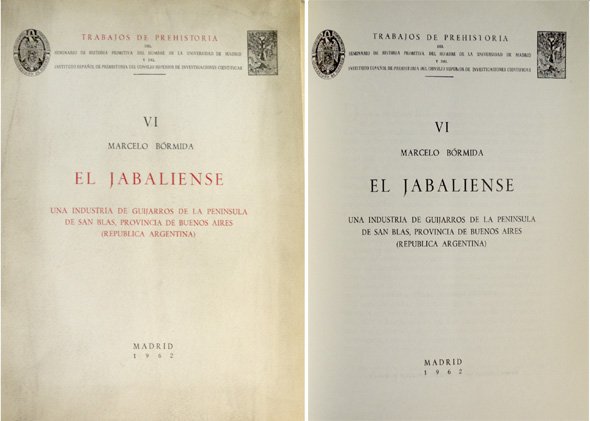 TRABAJOS DE PREHISTORIA
DEL
SEMINARIO DE HISTORIA PRIMITIVA DEL HOMBRE DE LA UNIVERSIDAD DE MADRID
Y DEL
INSTITUTO ESPAÑOL DE PREHISTORIA DEL CONSEJO SUPERIOR DE INVESTIGACIONES CIENTIFICAS
VI
MARCELO BÓRMIDA
EL JABALIENSE
UNA INDUSTRIA DE GUIJARROS DE LA PENINSULA
DE SAN BLAS, PROVINCIA DE BUENOS AIRES
(REPUBLICA ARGENTINA)
MADRID
1962
TRABAJOS DE PREHISTORIA
DEL
SEMINARIO DE HISTORIA PRIMITIVA DEL HOMBRE DE LA UNIVERSIDAD DE MADRID
Y DEL
INSTITUTO ESPAÑOL DE PREHISTORIA DEL CONSEJO SUPERIOR DE INVESTIGACIONES CIENTIFICAS
VI
MARCELO BÓRMIDA
EL JABALIENSE
UNA INDUSTRIA DE GUIJARROS DE LA PENINSULA
DE SAN BLAS, PROVINCIA DE BUENOS AIRES
(REPUBLICA ARGENTINA)
MADRID
1962